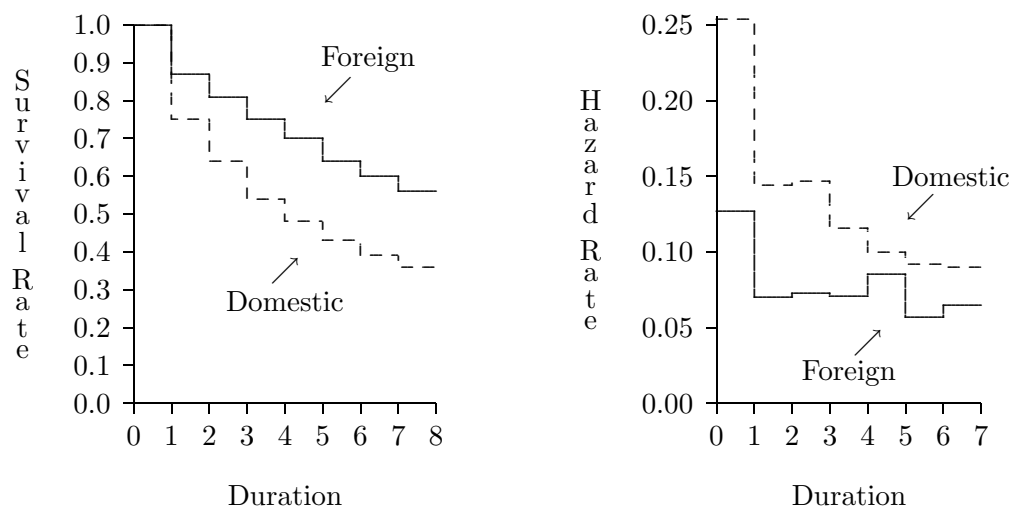 Survival Rate
1.0
0.9
0.8
0.7
0.6
0.5
0.4
0.3
0.2
0.1
0.0
Foreign
Domestic
0 1 2 3 4 5 6 7 8
Duration
Hazard Rate
0.25
0.20
0.15
0.10
0.05
0.00
Domestic
Foreign
0 1 2 3 4 5 6 7
Duration